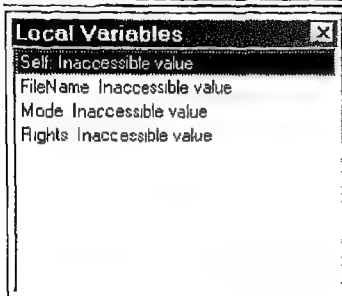 Local Variables
Self: Inaccessible value
FileName Inaccessible value
Mode Inaccessible value
Rights Inaccessible value